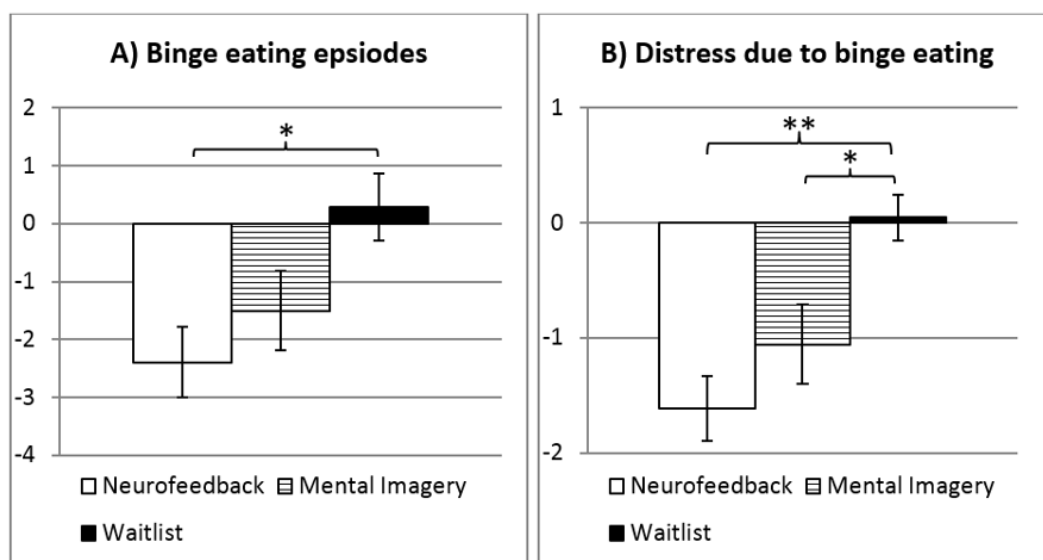 A) Binge eating epsiodes
2
1
0
-1
-2
-3
-4
*
□ Neurofeedback ▤ Mental Imagery
■ Waitlist
B) Distress due to binge eating
1
0
-1
-2
**
*
□ Neurofeedback ▤ Mental Imagery
■ Waitlist